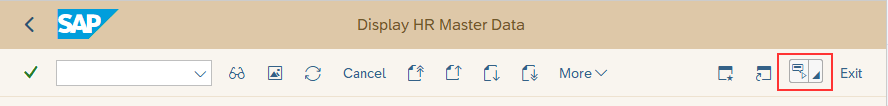 SAP Display HR Master Data
Cancel More Exit